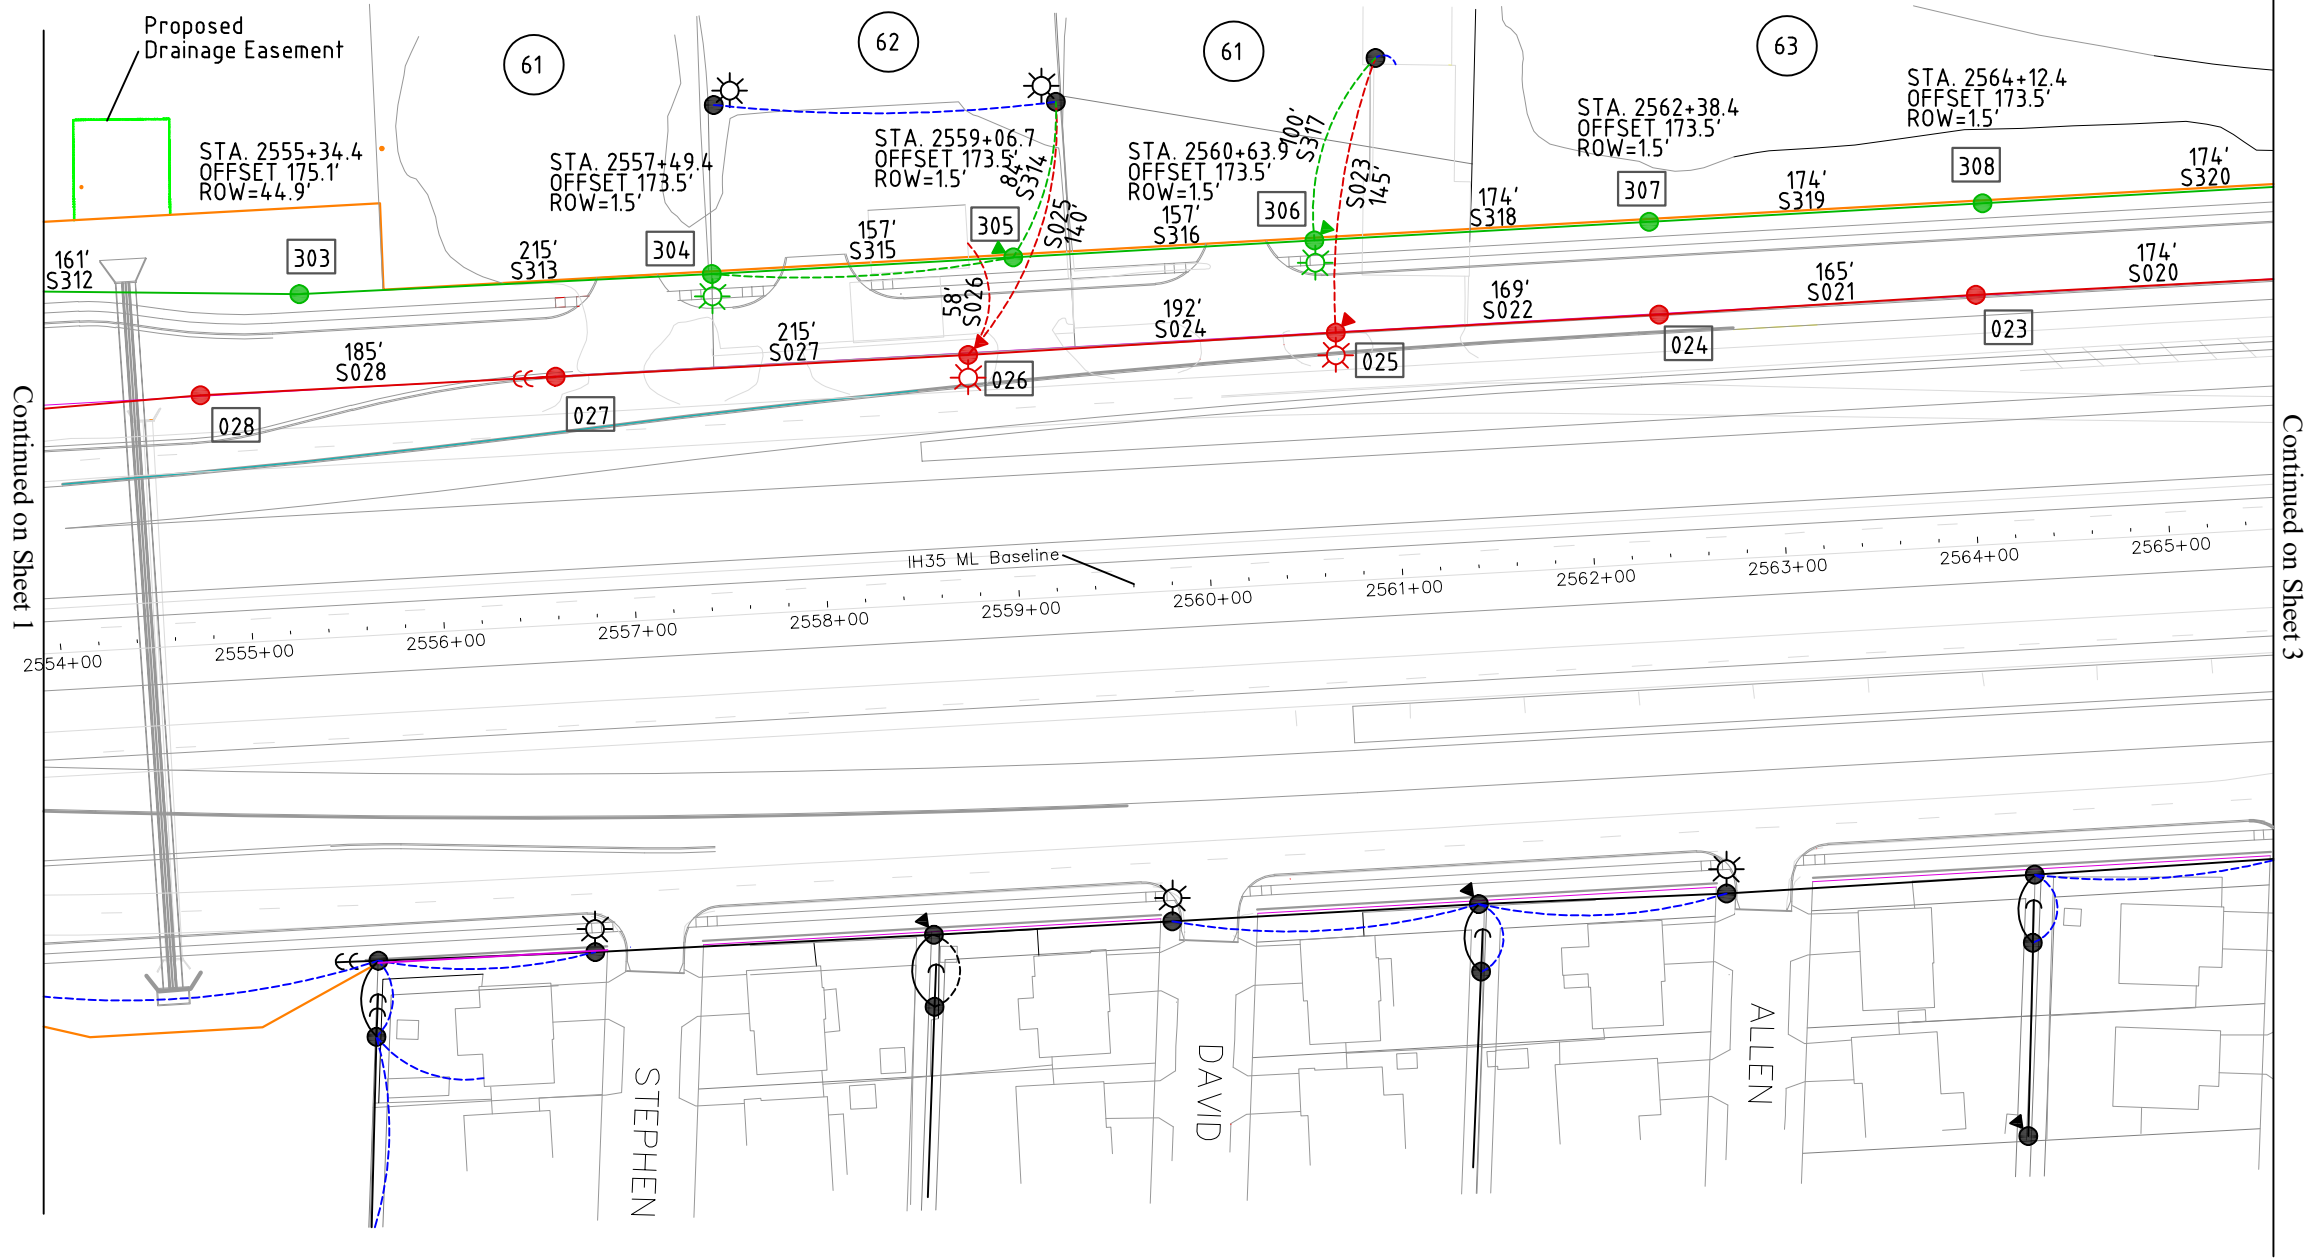 Proposed
Drainage Easement
61
62
61
63
STA. 2555+34.4
OFFSET 175.1'
ROW=44.9'
STA. 2557+49.4
OFFSET 173.5'
ROW=1.5'
STA. 2559+06.7
OFFSET 173.5'
ROW=1.5'
STA. 2560+63.9
OFFSET 173.5'
ROW=1.5'
STA. 2562+38.4
OFFSET 173.5'
ROW=1.5'
STA. 2564+12.4
OFFSET 173.5'
ROW=1.5'
84'
S314
100'
S317
S023
145'
S025
140'
58'
S026
161'
S312
303
215'
S313
304
157'
S315
305
157'
S316
306
174'
S318
307
174'
S319
308
174'
S320
185'
S028
215'
S027
192'
S024
169'
S022
165'
S021
174'
S020
028
027
026
025
024
023
Continued on Sheet 1
Continued on Sheet 3
IH35 ML Baseline
2554+00
2555+00
2556+00
2557+00
2558+00
2559+00
2560+00
2561+00
2562+00
2563+00
2564+00
2565+00
STEPHEN
DAVID
ALLEN